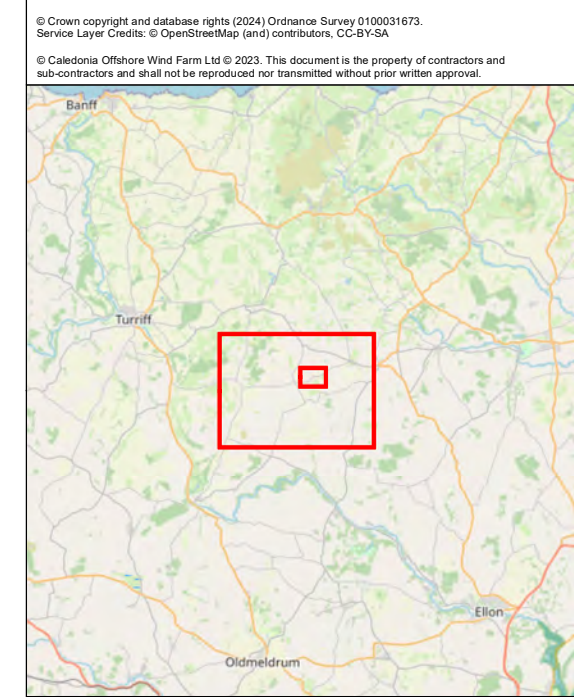 © Crown copyright and database rights (2024) Ordnance Survey 0100031673.
Service Layer Credits: © OpenStreetMap (and) contributors, CC-BY-SA
© Caledonia Offshore Wind Farm Ltd © 2023. This document is the property of contractors and
sub-contractors and shall not be reproduced nor transmitted without prior written approval.
Banff
Turriff
Ellon
Oldmeldrum